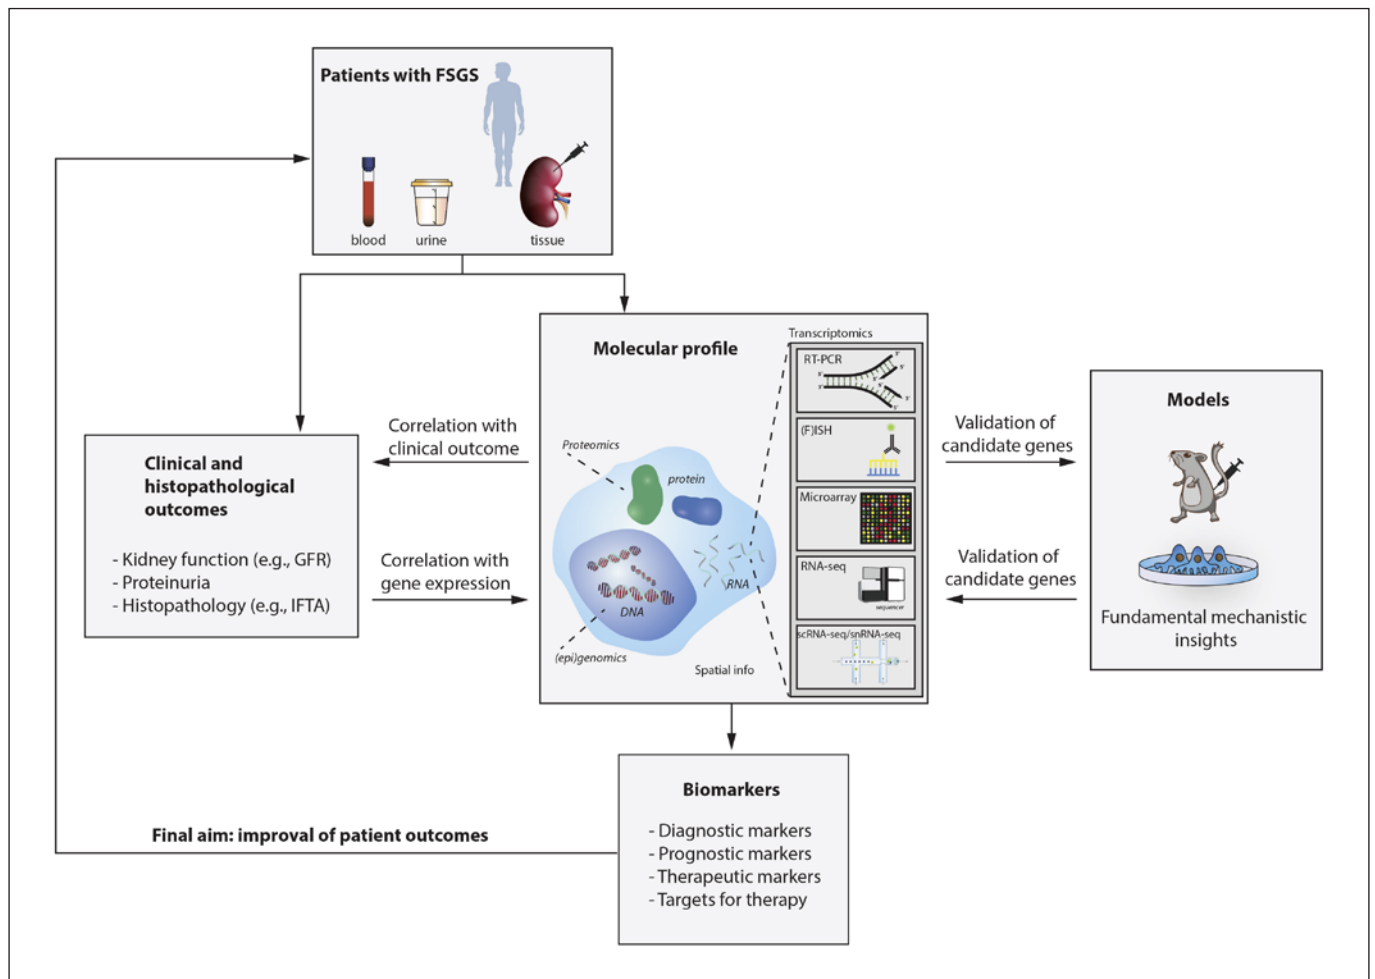 Patients with FSGS
blood
urine
tissue
Molecular profile
Transcriptomics
RT-PCR
(F)ISH
Microarray
RNA-seq
sequencer
scRNA-seq/snRNA-seq
Proteomics
protein
RNA
DNA
(epi)genomics
Spatial info
Correlation with
clinical outcome
Correlation with
gene expression
Clinical and
histopathological
outcomes
- Kidney function (e.g., GFR)
- Proteinuria
- Histopathology (e.g., IFTA)
Validation of
candidate genes
Validation of
candidate genes
Models
Fundamental mechanistic
insights
Biomarkers
- Diagnostic markers
- Prognostic markers
- Therapeutic markers
- Targets for therapy
Final aim: improval of patient outcomes